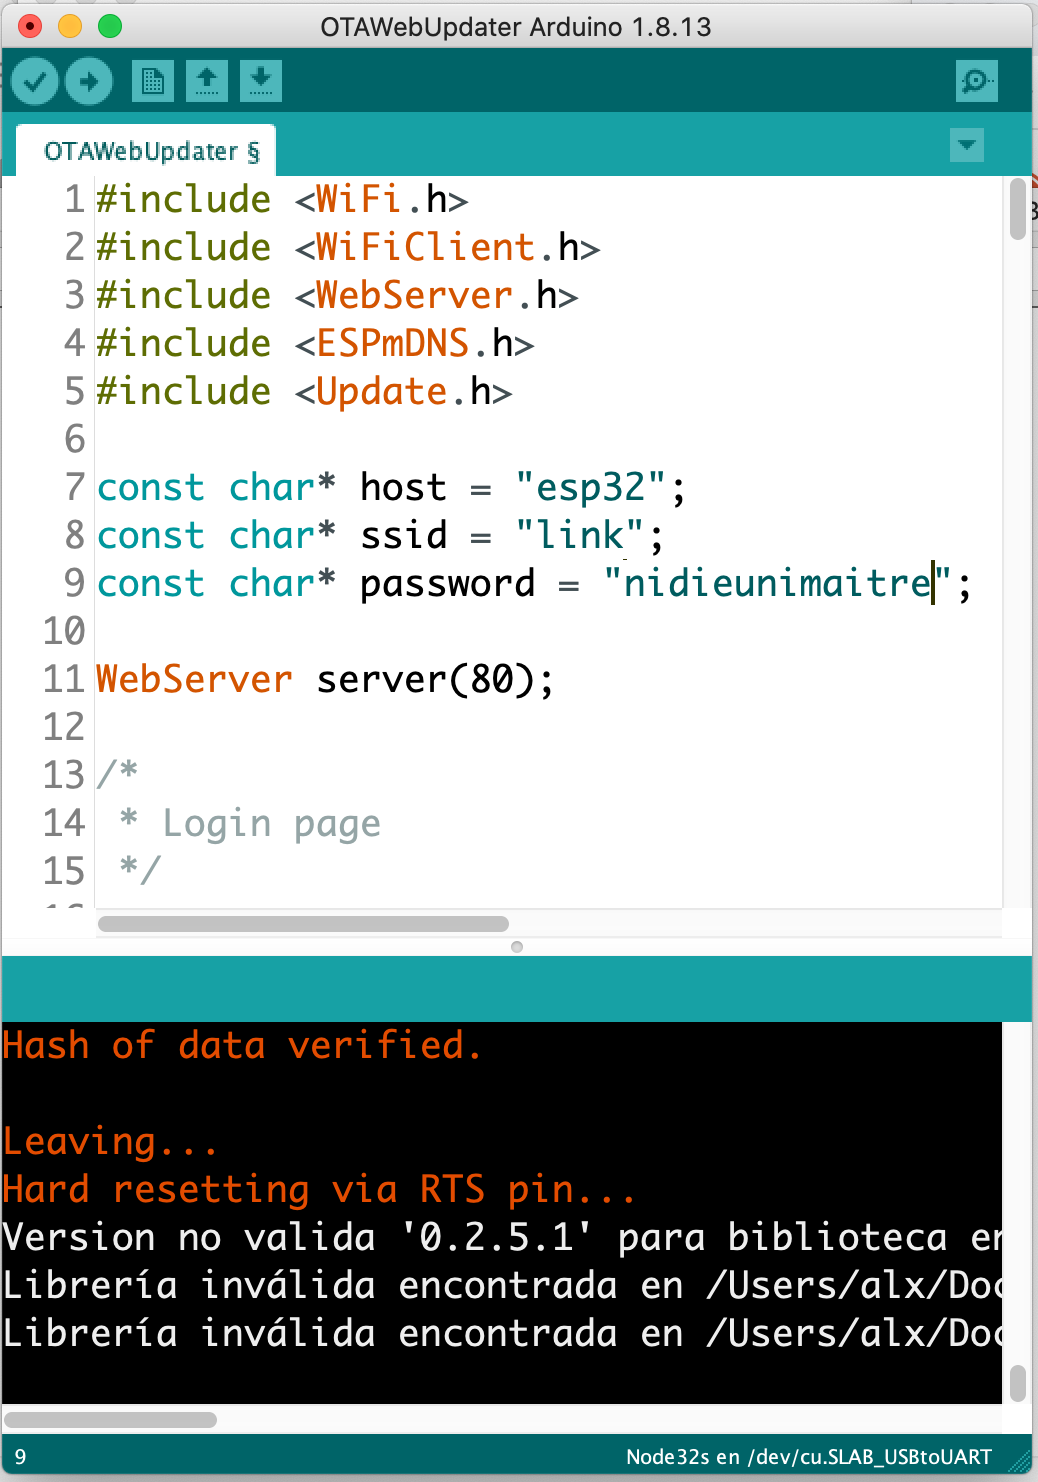 OTAWebUpdater Arduino 1.8.13
OTAWebUpdater §
1 #include <WiFi.h>
2 #include <WiFiClient.h>
3 #include <WebServer.h>
4 #include <ESPmDNS.h>
5 #include <Update.h>
6
7 const char* host = "esp32";
8 const char* ssid = "link";
9 const char* password = "nidieunimaitre";
10
11 WebServer server(80);
12
13 /*
14  * Login page
15  */
Hash of data verified.
Leaving...
Hard resetting via RTS pin...
Version no valida '0.2.5.1' para biblioteca en
Librería inválida encontrada en /Users/alx/Doc
Librería inválida encontrada en /Users/alx/Doc
9
Node32s en /dev/cu.SLAB_USBtoUART